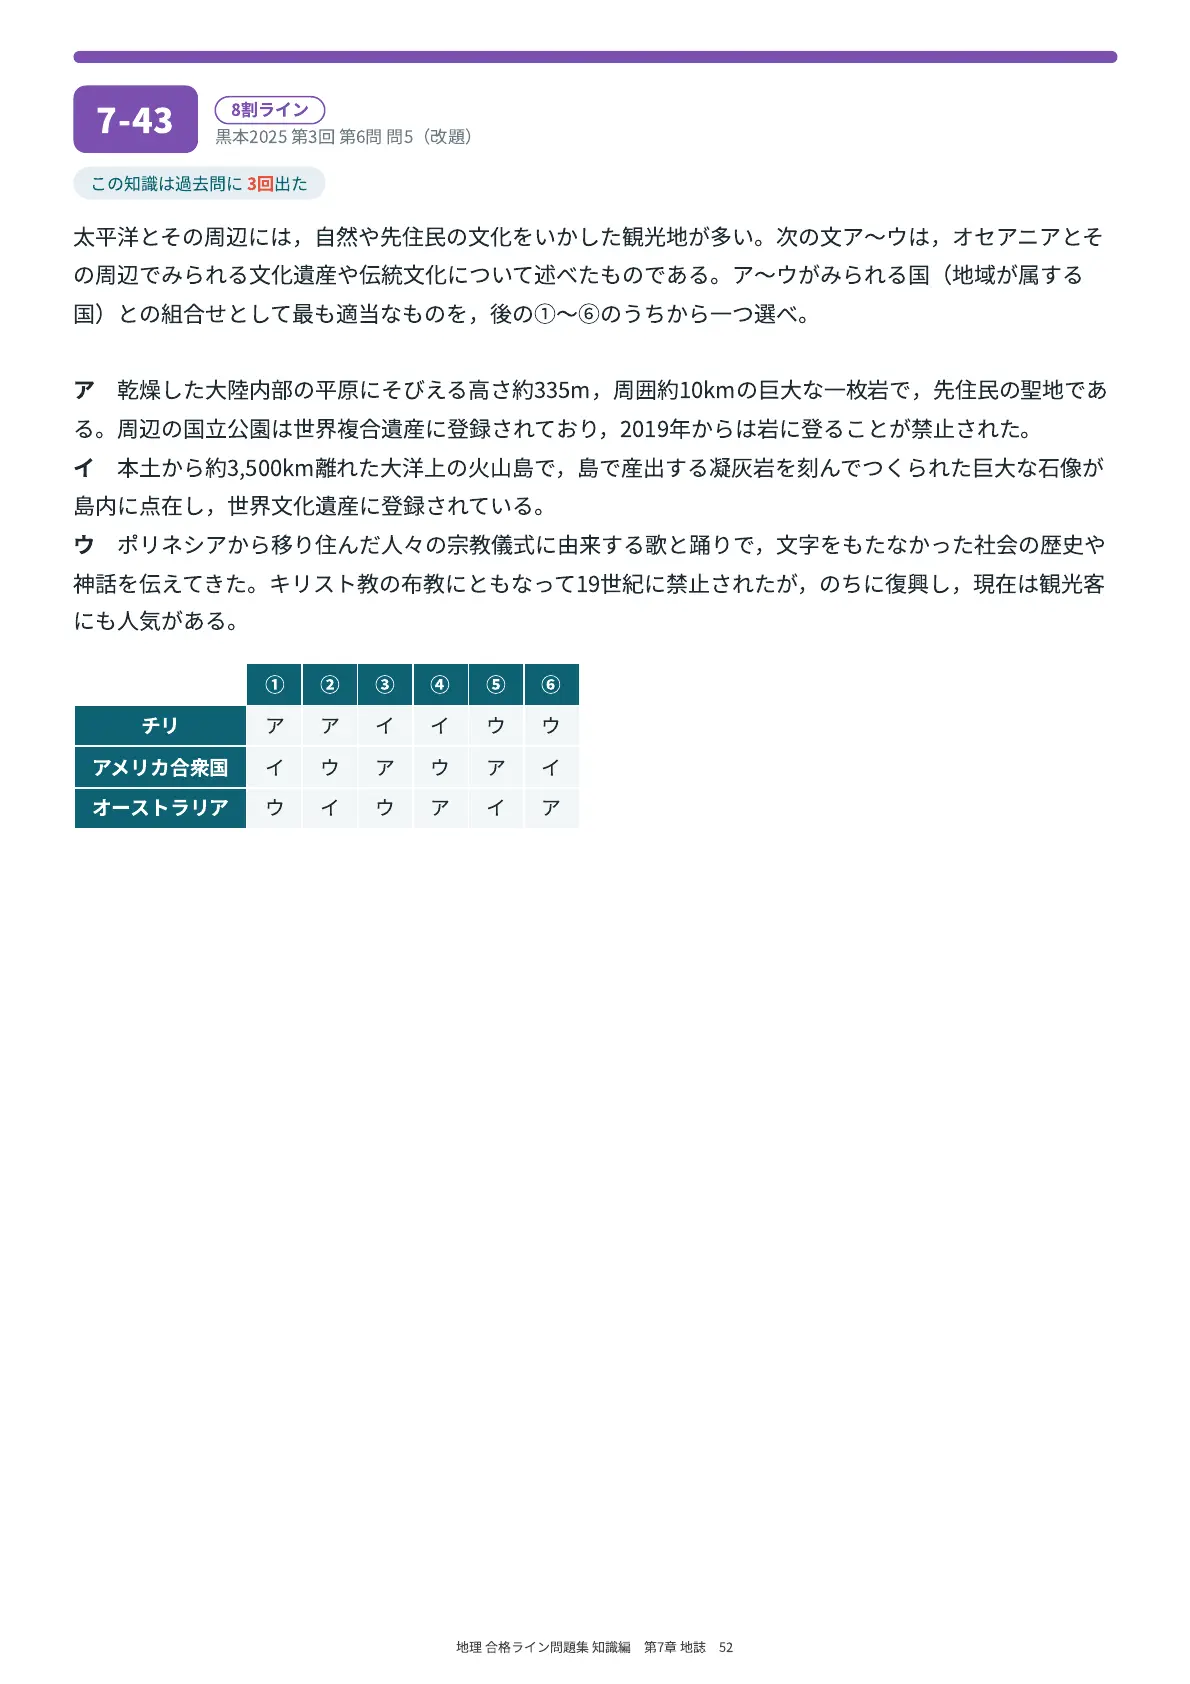 7-43
8割ライン
黒本2025 第3回 第6問 問5（改題）
この知識は過去問に 3回出た
太平洋とその周辺には，自然や先住民の文化をいかした観光地が多い。次の文ア～ウは，オセアニアとそ
の周辺でみられる文化遺産や伝統文化について述べたものである。ア～ウがみられる国（地域が属する
国）との組合せとして最も適当なものを，後の①～⑥のうちから一つ選べ。
ア　乾燥した大陸内部の平原にそびえる高さ約335m，周囲約10kmの巨大な一枚岩で，先住民の聖地であ
る。周辺の国立公園は世界複合遺産に登録されており，2019年からは岩に登ることが禁止された。
イ　本土から約3,500km離れた大洋上の火山島で，島で産出する凝灰岩を刻んでつくられた巨大な石像が
島内に点在し，世界文化遺産に登録されている。
ウ　ポリネシアから移り住んだ人々の宗教儀式に由来する歌と踊りで，文字をもたなかった社会の歴史や
神話を伝えてきた。キリスト教の布教にともなって19世紀に禁止されたが，のちに復興し，現在は観光客
にも人気がある。
① ② ③ ④ ⑤ ⑥
チリ ア ア イ イ ウ ウ
アメリカ合衆国 イ ウ ア ウ ア イ
オーストラリア ウ イ ウ ア イ ア
地理 合格ライン問題集 知識編　第7章 地誌　52